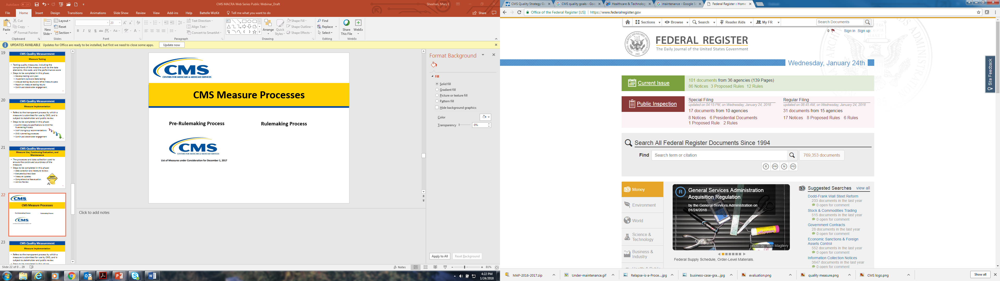 AutoSave Off
CMS MACRA Web Series Public Webinar_Draft
Sheehan, Mary E
File Home Insert Design Transitions Animations Slide Show Review View Add-ins Help Battelle WizKit Tell me what you want to do
Share
Paste
Cut
Copy
Format Painter
Clipboard
New Slide
Layout
Reset
Section
Slides
20
Font
Paragraph
Text Direction
Align Text
Convert to SmartArt
Arrange
Quick Styles
Shape Fill
Shape Outline
Shape Effects
Drawing
Find
Replace
Select
Editing
Share This File
WebEx
WebEx
UPDATES AVAILABLE Updates for Office are ready to be installed, but first we need to close some apps. Update now
19
CMS Quality Measurement
Measure Testing
• Testing quality measures, including the
components of the measure such as the data
elements, the scale, and the performance score
• Steps to be completed in this phase:
– Develop testing work plan
– Implement Alpha and Beta testing
– Analyze testing results and refine measure specs
– Report on measure testing results
– Continued stakeholder engagement
20
CMS Quality Measurement
Measure Implementation
• Refers to the transparent process by which a
measure is submitted for use by CMS, and is
subject to stakeholder and public review
• Steps to be completed in this phase:
– Submit measure specifications to CMS Pre-
Rulemaking Process
– MAP Workgroup recommendations
– CMS rulemaking processes
– Continued stakeholder engagement
21
CMS Quality Measurement
Measure Use, Continuing Evaluation, and
Maintenance
• The processes and data collection used to
ensure the continued soundness of the
measure
• Steps to be completed in this phase:
– Data collection and literature reviews
– Evaluate Business Case
– Measure Updates
– Comprehensive Reevaluation
– Ad Hoc Review
UNDER
22
CMS
CMS Measure Processes
Pre-Rulemaking Process
Rulemaking Process
CMS
23
CMS Quality Measurement
Measure Implementation
• Refers to the transparent process by which a
measure is submitted for use by CMS, and is
subject to stakeholder and public review
• Steps to be completed in this phase:
CMS
CENTERS FOR MEDICARE & MEDICAID SERVICES
CMS Measure Processes
Pre-Rulemaking Process
Rulemaking Process
CMS
CENTERS FOR MEDICARE & MEDICAID SERVICES
List of Measures under Consideration for December 1, 2017
Click to add notes
Format Background
Fill
Solid fill
Gradient fill
Picture or texture fill
Pattern fill
Hide background graphics
Color
Transparency
0%
Apply to All
Reset Background
Slide 22 of 0 .. 29
Notes
81%
4:22 PM
1/24/2018
CMS Quality Strategy Go
CMS quality goals - Goo
Healthcare & Technolog
maintenance - Google S
Federal Register :: Home
Office of the Federal Register [US] https://www.federalregister.gov
Sections
Browse
Search
Reader Aids
My FR
Search Documents
0
Sign in Sign up
FEDERAL REGISTER
The Daily Journal of the United States Government
Wednesday, January 24th
Site Feedback
Current Issue
101 documents from 36 agencies (139 Pages)
86 Notices 3 Proposed Rules 12 Rules
Public Inspection
Special Filing
updated on 04:15 PM, on Wednesday, January 24, 2018
17 documents from 10 agencies
8 Notices 6 Presidential Documents
1 Proposed Rule 2 Rules
Regular Filing
updated on 08:45 AM, on Wednesday, January 24, 2018
31 documents from 15 agencies
17 Notices 8 Proposed Rules 6 Rules
Search All Federal Register Documents Since 1994
Find
Search term or citation
769,353 documents
R PR N PD
Money
Environment
World
Science &
Technology
Business &
Industry
Health & Public
R
General Services Administration
Acquisition Regulation
by the General Services Administration on
01/24/2018
photo by: Tom Magliery
Federal Supply Schedule, Order-Level Materials.
Suggested Searches view all
Dodd-Frank Wall Steet Reform
233 documents in the last year
0 open for comment
Stock & Commodities Trading
515 documents in the last year
0 open for comment
Government Contracts
28 documents in the last year
0 open for comment
Economic Sanctions & Foreign
Assets Control
552 documents in the last year
0 open for comment
Information Collection Notices
3847 documents in the last year
0 open for comment
MAP-2016-2017.zip
Under-maintenance.gif
Relapse-is-a-Proce....jpg
business-case-gra....jpg
evaluation.png
quality measure.png
CMS logo.png
Show all